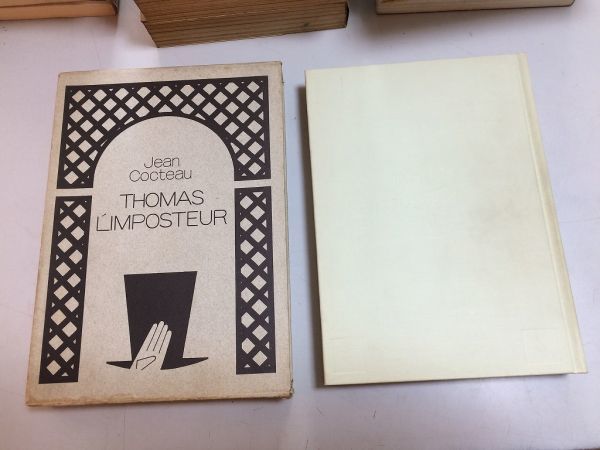 Jean
Cocteau
THOMAS
L'IMPOSTEUR